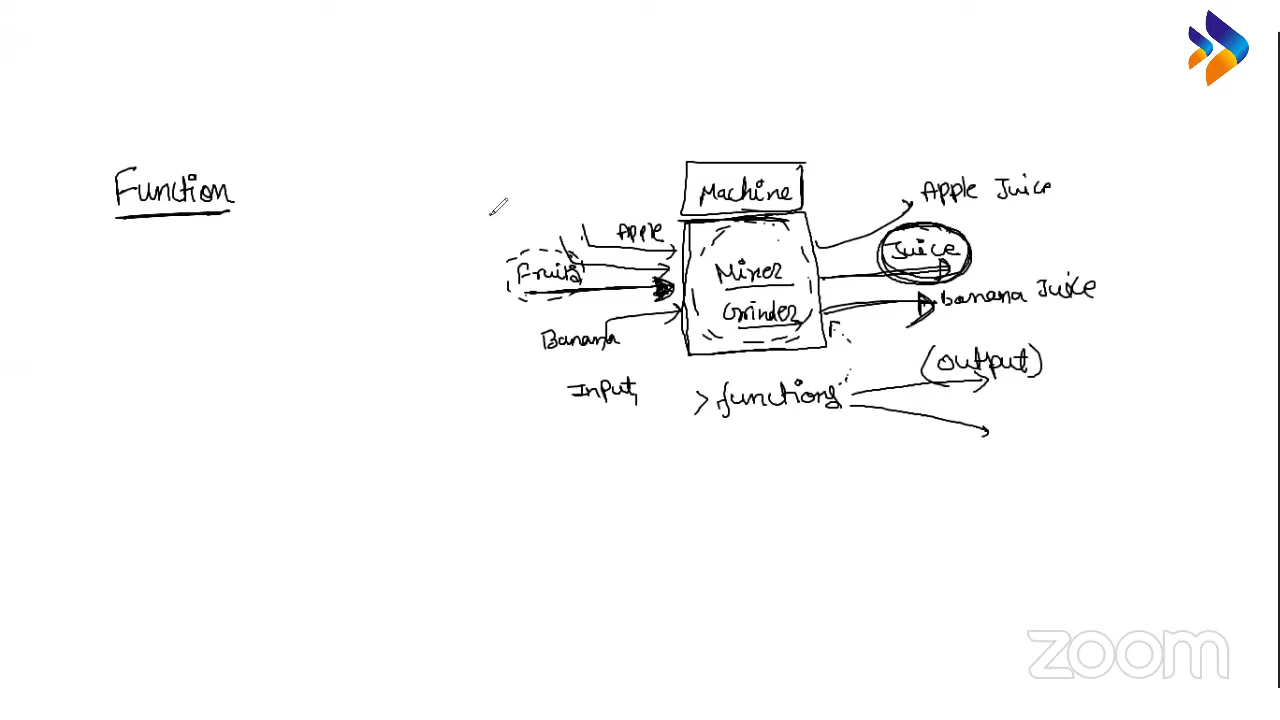 Function
Machine
Apple Juice
Apple
Juice
Fruits
Mixer
Grinder
banana Juice
Banana
(output)
Input
> functions
zoom